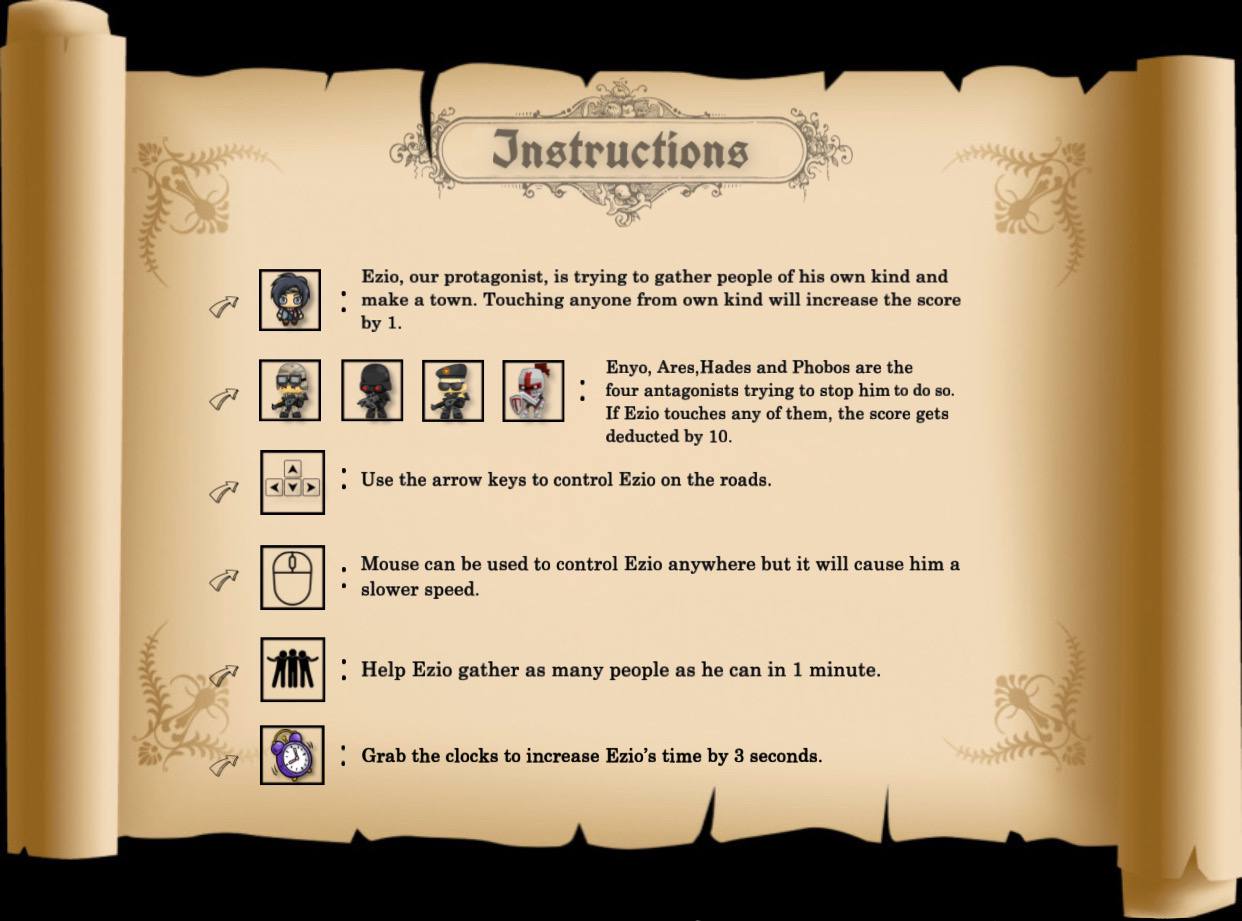 Instructions
: Ezio, our protagonist, is trying to gather people of his own kind and
make a town. Touching anyone from own kind will increase the score
by 1.
: Enyo, Ares,Hades and Phobos are the
four antagonists trying to stop him to do so.
If Ezio touches any of them, the score gets
deducted by 10.
: Use the arrow keys to control Ezio on the roads.
: Mouse can be used to control Ezio anywhere but it will cause him a
slower speed.
: Help Ezio gather as many people as he can in 1 minute.
: Grab the clocks to increase Ezio's time by 3 seconds.